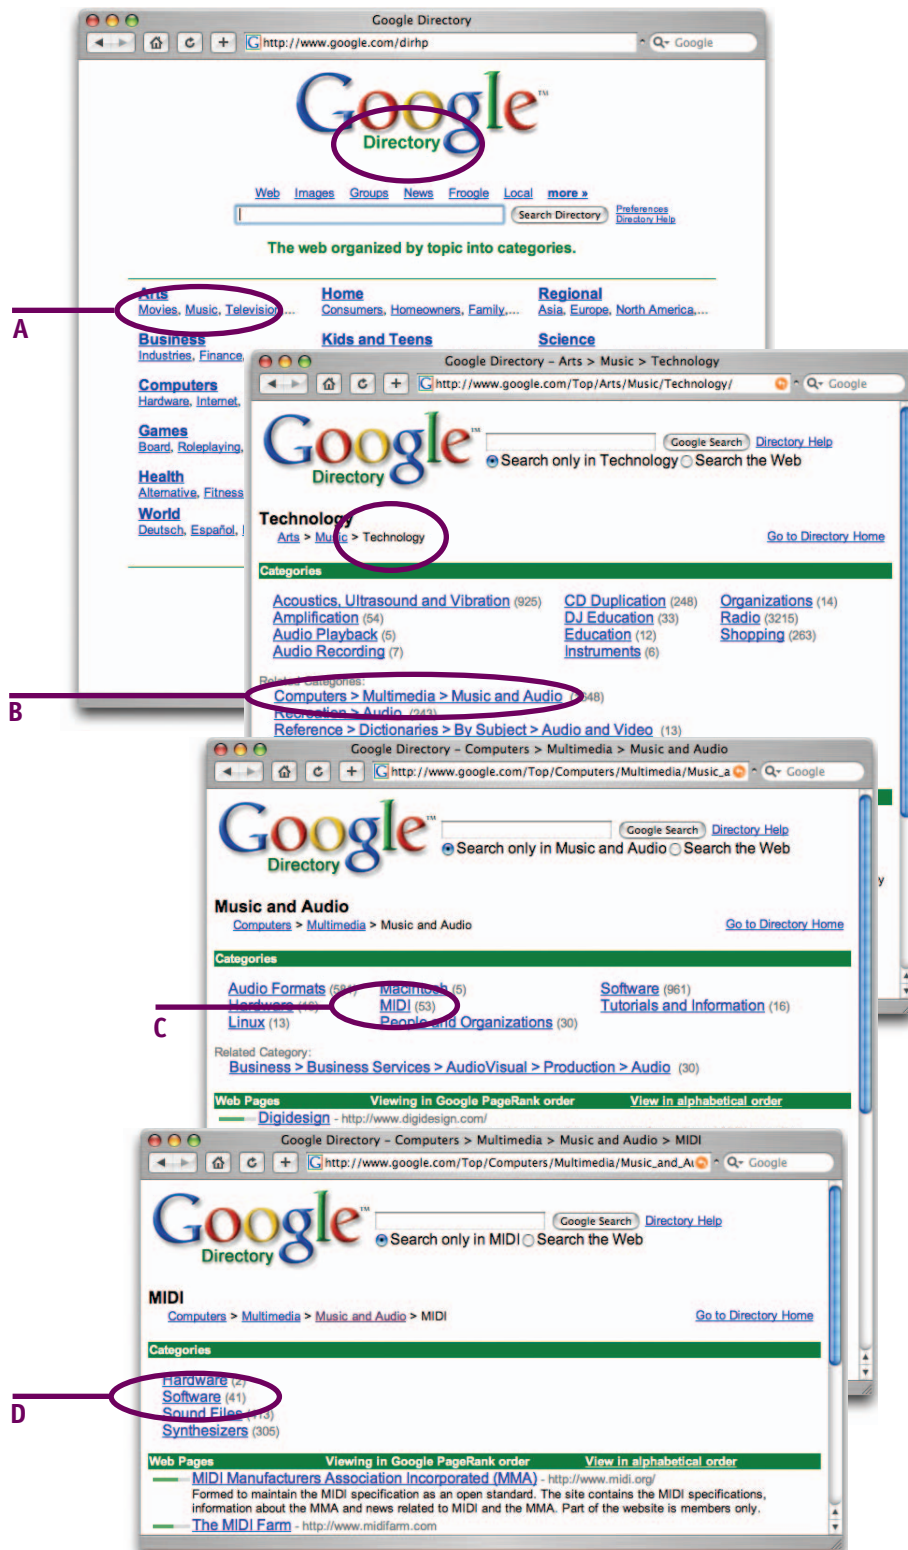 Google Directory
http://www.google.com/dirhp
Google
Google™
Directory
Web Images Groups News Froogle Local more »
Search Directory
Preferences
Directory Help
The web organized by topic into categories.
Arts
Movies, Music, Television,...
Home
Consumers, Homeowners, Family,...
Regional
Asia, Europe, North America,...
A
Business
Industries, Finance,
Kids and Teens
Science
Computers
Hardware, Internet,
Games
Board, Roleplaying,
Health
Alternative, Fitness
World
Deutsch, Español,
Google Directory – Arts > Music > Technology
http://www.google.com/Top/Arts/Music/Technology/
Google
Google™
Directory
Google Search Directory Help
Search only in Technology Search the Web
Technology
Arts > Music > Technology
Go to Directory Home
Categories
Acoustics, Ultrasound and Vibration (925) CD Duplication (248) Organizations (14)
Amplification (54) DJ Education (33) Radio (3215)
Audio Playback (5) Education (12) Shopping (263)
Audio Recording (7) Instruments (6)
Related Categories:
B
Computers > Multimedia > Music and Audio
Recreation > Audio (243)
Reference > Dictionaries > By Subject > Audio and Video (13)
Google Directory – Computers > Multimedia > Music and Audio
http://www.google.com/Top/Computers/Multimedia/Music_a
Google
Google™
Directory
Google Search Directory Help
Search only in Music and Audio Search the Web
y
Music and Audio
Computers > Multimedia > Music and Audio
Go to Directory Home
Categories
Audio Formats Macintosh (5) Software (961)
Hardware MIDI (53) Tutorials and Information (16)
Linux (13) People and Organizations (30)
C
Related Category:
Business > Business Services > AudioVisual > Production > Audio (30)
Web Pages Viewing in Google PageRank order View in alphabetical order
Digidesign - http://www.digidesign.com/
Google Directory – Computers > Multimedia > Music and Audio > MIDI
http://www.google.com/Top/Computers/Multimedia/Music_and_Au
Google
Google™
Directory
Google Search Directory Help
Search only in MIDI Search the Web
MIDI
Computers > Multimedia > Music and Audio > MIDI
Go to Directory Home
Categories
Hardware (2)
Software (41)
D
Sound Files
Synthesizers (305)
Web Pages Viewing in Google PageRank order View in alphabetical order
MIDI Manufacturers Association Incorporated (MMA) - http://www.midi.org/
Formed to maintain the MIDI specification as an open standard. The site contains the MIDI specifications,
information about the MMA and news related to MIDI and the MMA. Part of the website is members only.
The MIDI Farm - http://www.midifarm.com